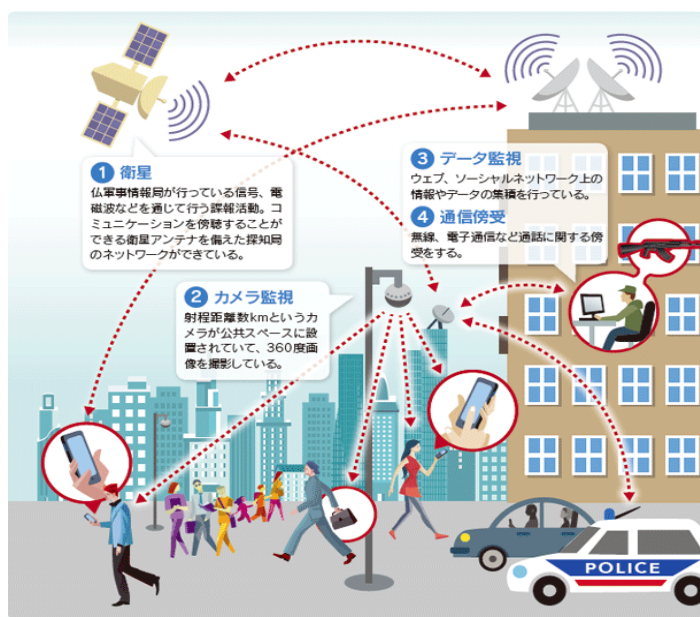 1 衛星
仏軍事情報局が行っている信号、電
磁波などを通じて行う諜報活動。コ
ミュニケーションを傍聴することが
できる衛星アンテナを備えた探知局
のネットワークができている。
2 カメラ監視
射程距離数kmというカ
メラが公共スペースに設
置されていて、360度画
像を撮影している。
3 データ監視
ウェブ、ソーシャルネットワーク上の
情報やデータの集積を行っている。
4 通信傍受
無線、電子通信など通話に関する傍
受をする。
POLICE